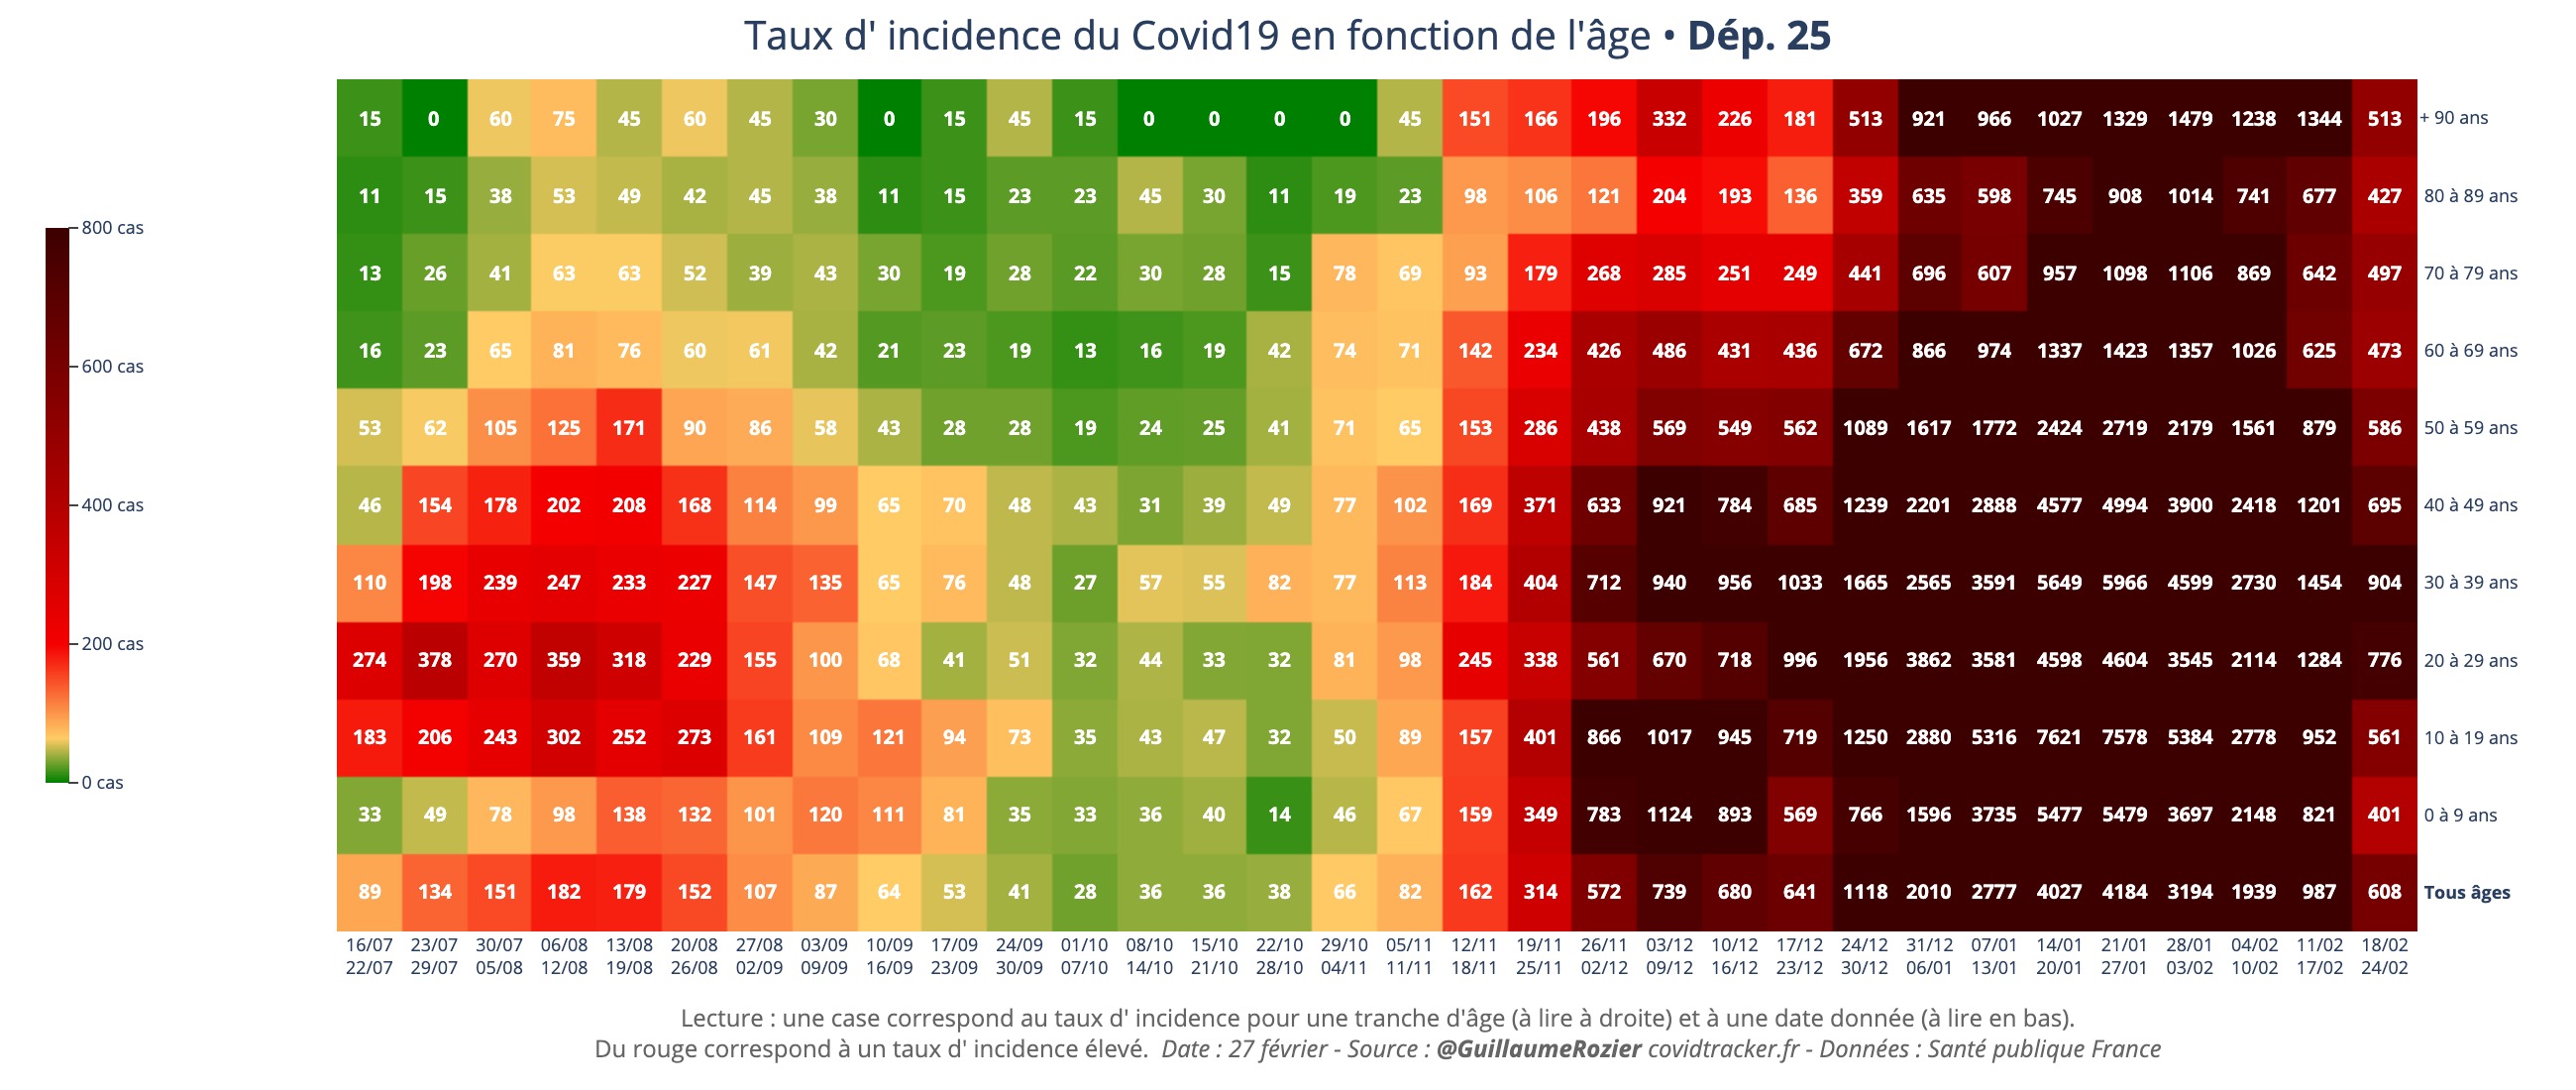 Taux d' incidence du Covid19 en fonction de l'âge • Dép. 25
800 cas
600 cas
400 cas
200 cas
0 cas
15 0 60 75 45 60 45 30 0 15 45 15 0 0 0 0 45 151 166 196 332 226 181 513 921 966 1027 1329 1479 1238 1344 513 + 90 ans
11 15 38 53 49 42 45 38 11 15 23 23 45 30 11 19 23 98 106 121 204 193 136 359 635 598 745 908 1014 741 677 427 80 à 89 ans
13 26 41 63 63 52 39 43 30 19 28 22 30 28 15 78 69 93 179 268 285 251 249 441 696 607 957 1098 1106 869 642 497 70 à 79 ans
16 23 65 81 76 60 61 42 21 23 19 13 16 19 42 74 71 142 234 426 486 431 436 672 866 974 1337 1423 1357 1026 625 473 60 à 69 ans
53 62 105 125 171 90 86 58 43 28 28 19 24 25 41 71 65 153 286 438 569 549 562 1089 1617 1772 2424 2719 2179 1561 879 586 50 à 59 ans
46 154 178 202 208 168 114 99 65 70 48 43 31 39 49 77 102 169 371 633 921 784 685 1239 2201 2888 4577 4994 3900 2418 1201 695 40 à 49 ans
110 198 239 247 233 227 147 135 65 76 48 27 57 55 82 77 113 184 404 712 940 956 1033 1665 2565 3591 5649 5966 4599 2730 1454 904 30 à 39 ans
274 378 270 359 318 229 155 100 68 41 51 32 44 33 32 81 98 245 338 561 670 718 996 1956 3862 3581 4598 4604 3545 2114 1284 776 20 à 29 ans
183 206 243 302 252 273 161 109 121 94 73 35 43 47 32 50 89 157 401 866 1017 945 719 1250 2880 5316 7621 7578 5384 2778 952 561 10 à 19 ans
33 49 78 98 138 132 101 120 111 81 35 33 36 40 14 46 67 159 349 783 1124 893 569 766 1596 3735 5477 5479 3697 2148 821 401 0 à 9 ans
89 134 151 182 179 152 107 87 64 53 41 28 36 36 38 66 82 162 314 572 739 680 641 1118 2010 2777 4027 4184 3194 1939 987 608 Tous âges
16/07 23/07 30/07 06/08 13/08 20/08 27/08 03/09 10/09 17/09 24/09 01/10 08/10 15/10 22/10 29/10 05/11 12/11 19/11 26/11 03/12 10/12 17/12 24/12 31/12 07/01 14/01 21/01 28/01 04/02 11/02 18/02
22/07 29/07 05/08 12/08 19/08 26/08 02/09 09/09 16/09 23/09 30/09 07/10 14/10 21/10 28/10 04/11 11/11 18/11 25/11 02/12 09/12 16/12 23/12 30/12 06/01 13/01 20/01 27/01 03/02 10/02 17/02 24/02
Lecture : une case correspond au taux d' incidence pour une tranche d'âge (à lire à droite) et à une date donnée (à lire en bas).
Du rouge correspond à un taux d' incidence élevé. Date : 27 février - Source : @GuillaumeRozier covidtracker.fr - Données : Santé publique France